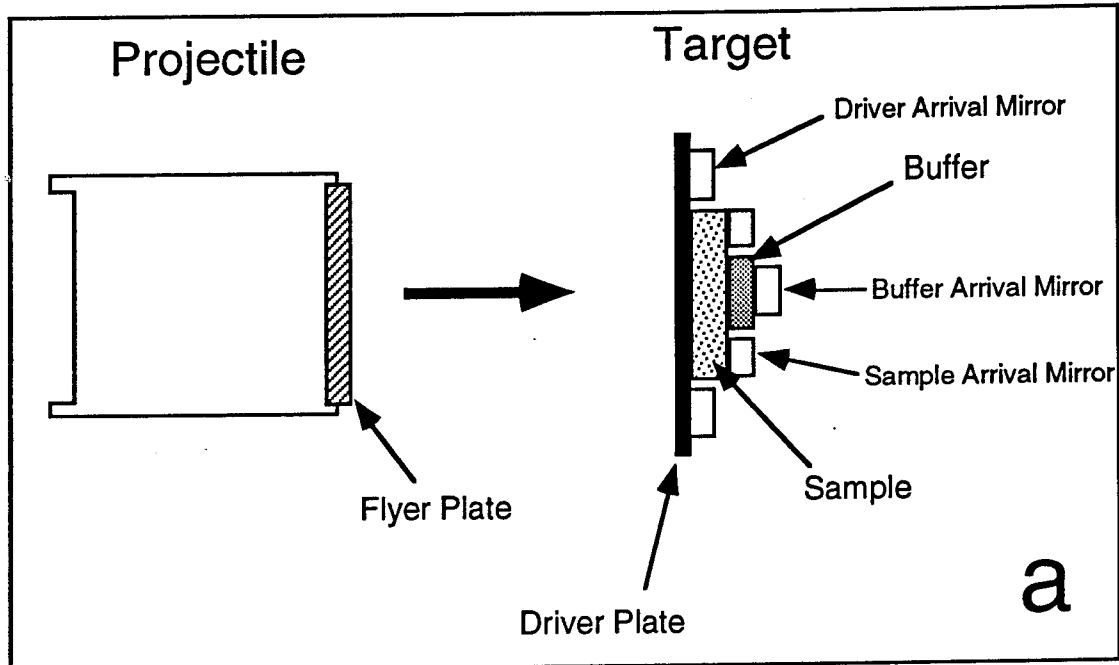 Projectile
Target
Driver Arrival Mirror
Buffer
Buffer Arrival Mirror
Sample Arrival Mirror
Sample
Flyer Plate
Driver Plate
a